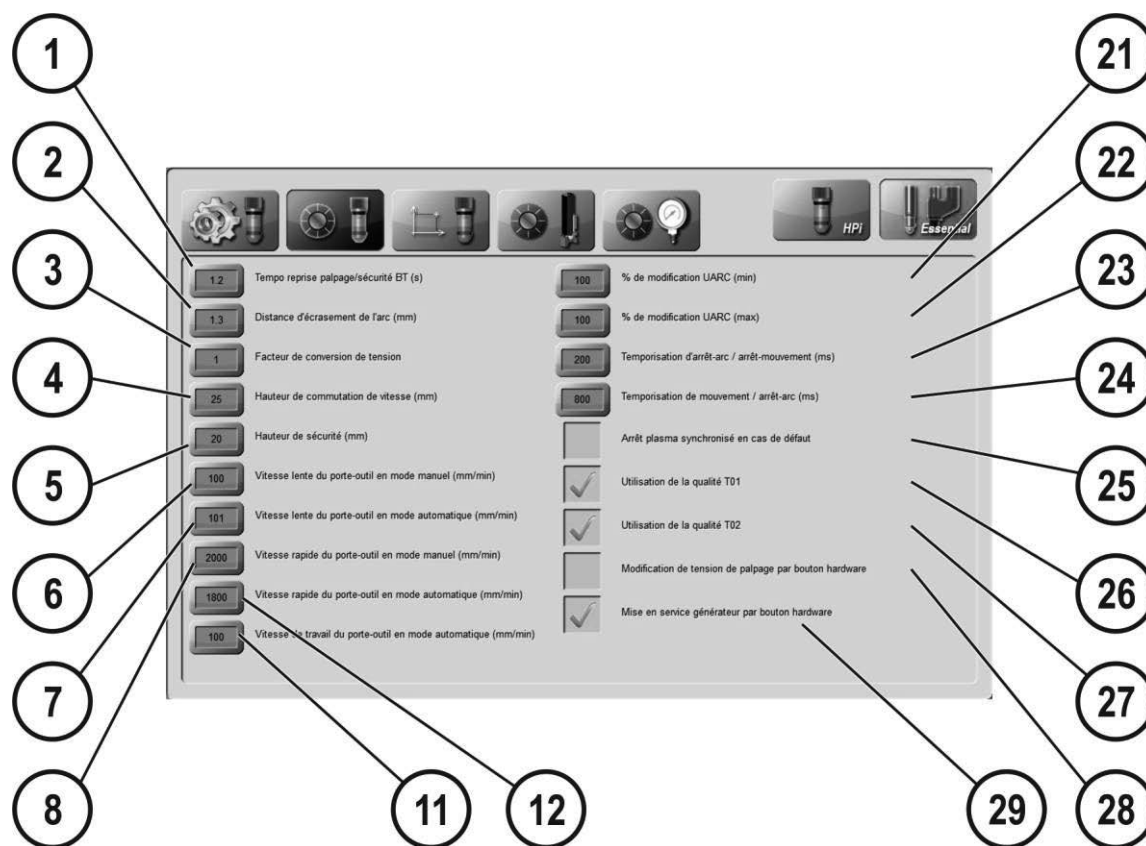 1
21
2
22
HPi
Essential
3
23
1.2 Tempo reprise palpage/sécurité BT (s)
100 % de modification UARC (min)
1.3 Distance d'écrasement de l'arc (mm)
100 % de modification UARC (max)
1 Facteur de conversion de tension
200 Temporisation d'arrêt-arc / arrêt-mouvement (ms)
4
24
25 Hauteur de commutation de vitesse (mm)
800 Temporisation de mouvement / arrêt-arc (ms)
20 Hauteur de sécurité (mm)
Arrêt plasma synchronisé en cas de défaut
5
25
100 Vitesse lente du porte-outil en mode manuel (mm/min)
Utilisation de la qualité T01
101 Vitesse lente du porte-outil en mode automatique (mm/min)
Utilisation de la qualité T02
6
26
2000 Vitesse rapide du porte-outil en mode manuel (mm/min)
Modification de tension de palpage par bouton hardware
1800 Vitesse rapide du porte-outil en mode automatique (mm/min)
Mise en service générateur par bouton hardware
100 Vitesse de travail du porte-outil en mode automatique (mm/min)
7
27
8
11
12
29
28